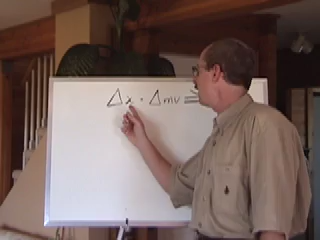 Δx · Δmv =